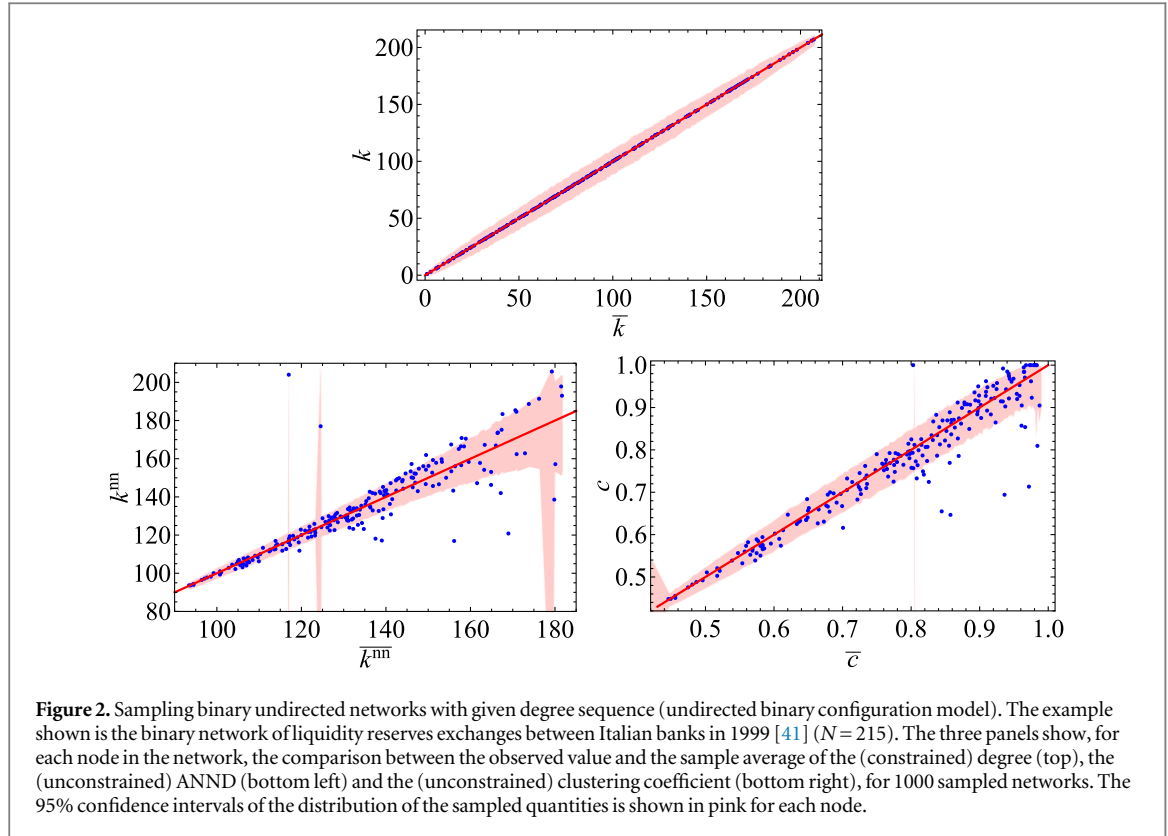 200
150
100
50
0
k
0 50 100 150 200
k̅
200
180
160
140
120
100
80
k^nn
100 120 140 160 180
k^nn̅
1.0
0.9
0.8
0.7
0.6
0.5
c
0.5 0.6 0.7 0.8 0.9 1.0
c̅
Figure 2. Sampling binary undirected networks with given degree sequence (undirected binary configuration model). The example
shown is the binary network of liquidity reserves exchanges between Italian banks in 1999 [41] (N = 215). The three panels show, for
each node in the network, the comparison between the observed value and the sample average of the (constrained) degree (top), the
(unconstrained) ANND (bottom left) and the (unconstrained) clustering coefficient (bottom right), for 1000 sampled networks. The
95% confidence intervals of the distribution of the sampled quantities is shown in pink for each node.